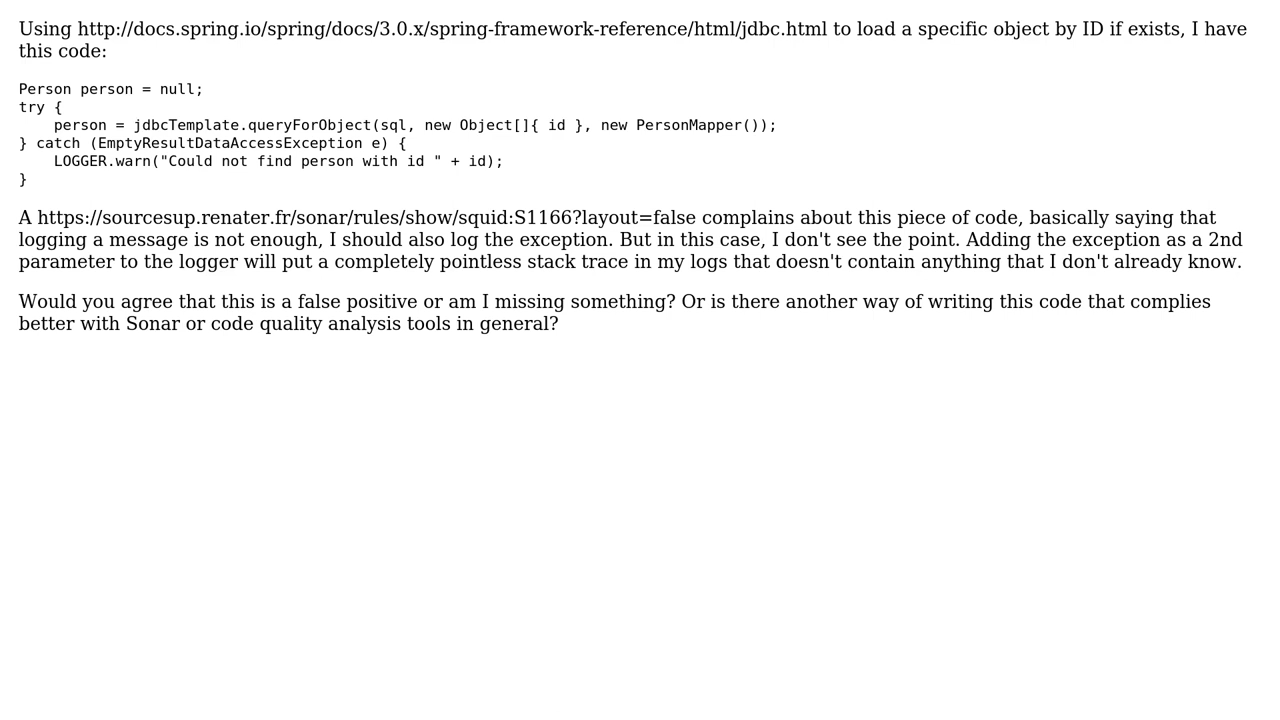 Using http://docs.spring.io/spring/docs/3.0.x/spring-framework-reference/html/jdbc.html to load a specific object by ID if exists, I have
this code:
Person person = null;
try {
    person = jdbcTemplate.queryForObject(sql, new Object[]{ id }, new PersonMapper());
} catch (EmptyResultDataAccessException e) {
    LOGGER.warn("Could not find person with id " + id);
}
A https://sourcesup.renater.fr/sonar/rules/show/squid:S1166?layout=false complains about this piece of code, basically saying that
logging a message is not enough, I should also log the exception. But in this case, I don't see the point. Adding the exception as a 2nd
parameter to the logger will put a completely pointless stack trace in my logs that doesn't contain anything that I don't already know.
Would you agree that this is a false positive or am I missing something? Or is there another way of writing this code that complies
better with Sonar or code quality analysis tools in general?